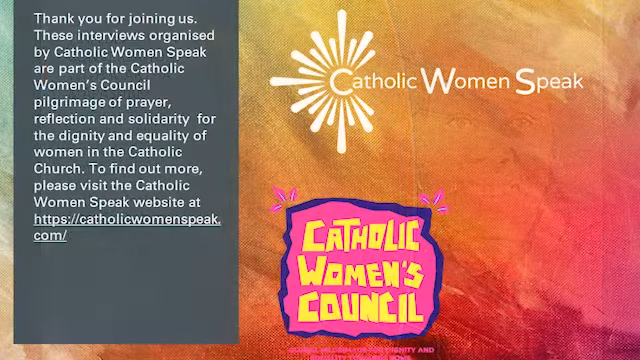 Thank you for joining us.
These interviews organised
by Catholic Women Speak
are part of the Catholic
Women's Council
pilgrimage of prayer,
reflection and solidarity for
the dignity and equality of
women in the Catholic
Church. To find out more,
please visit the Catholic
Women Speak website at
https://catholicwomenspeak.
com/
Catholic Women Speak
CATHOLIC
WOMEN'S
COUNCIL
DIGNITY AND